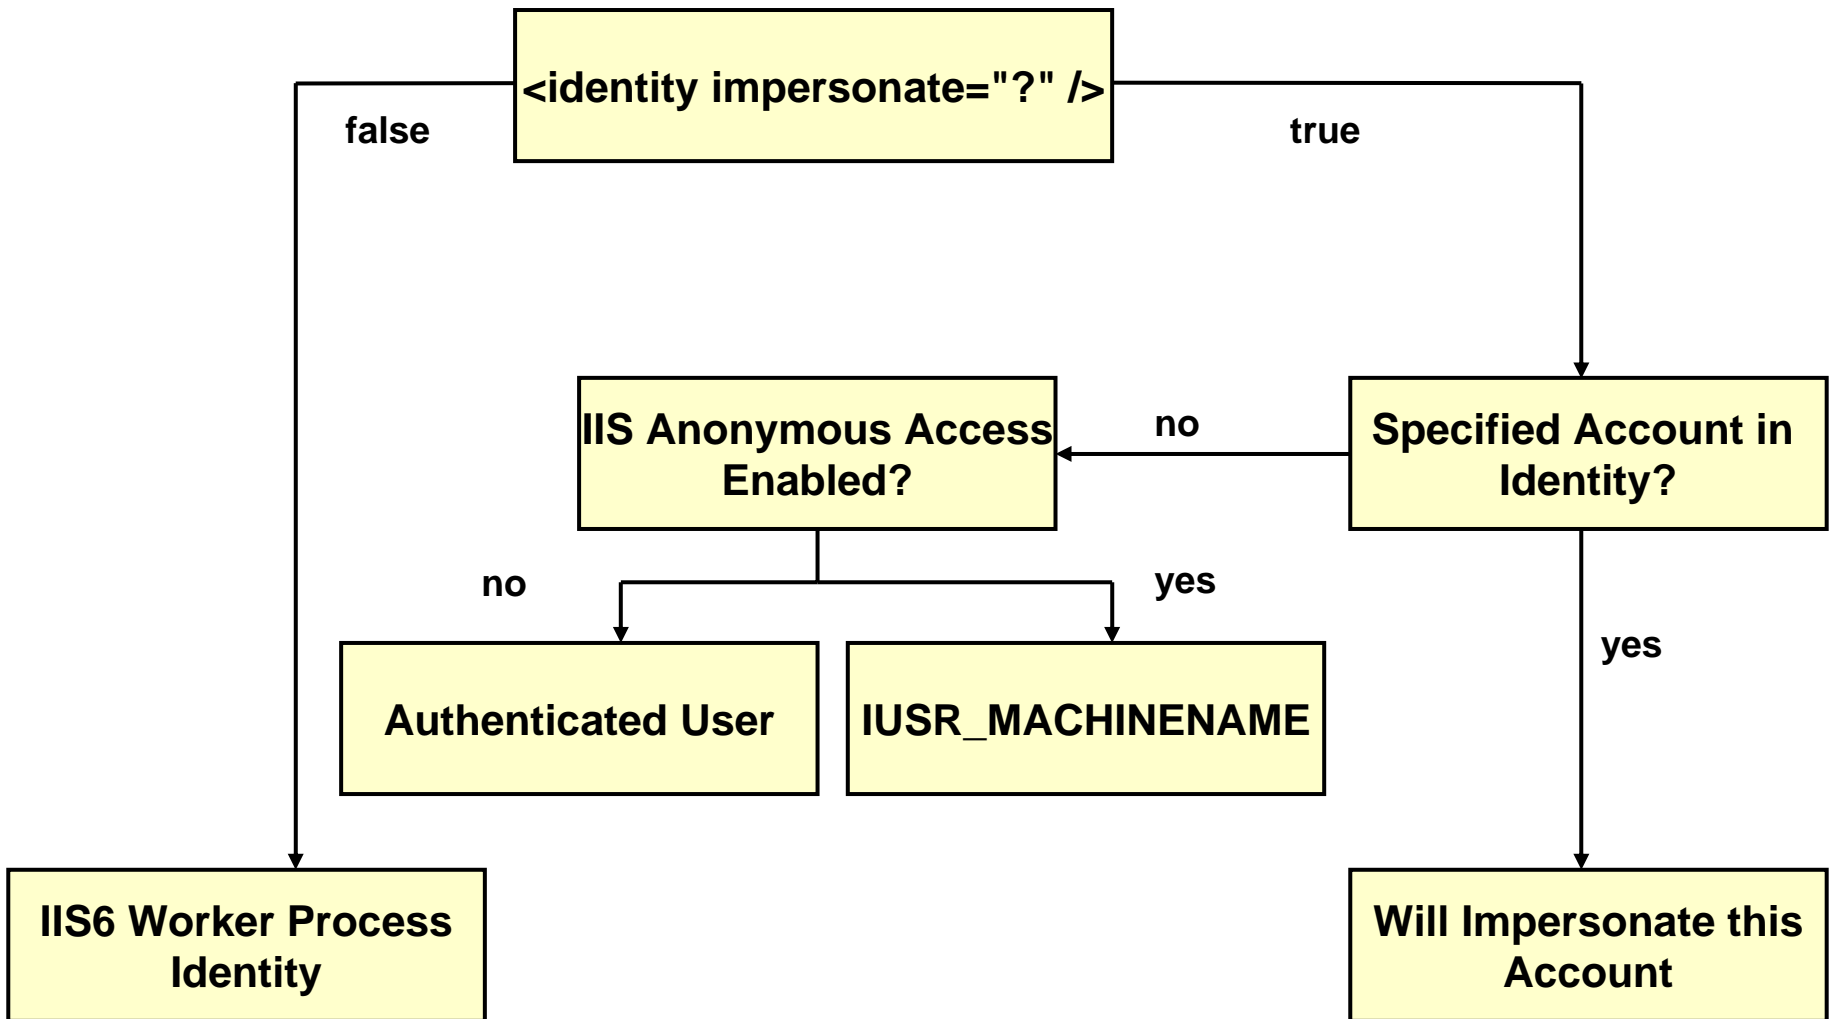 <identity impersonate="?" />
false
true
IIS Anonymous Access
Enabled?
no
Specified Account in
Identity?
no
yes
yes
Authenticated User
IUSR_MACHINENAME
IIS6 Worker Process
Identity
Will Impersonate this
Account